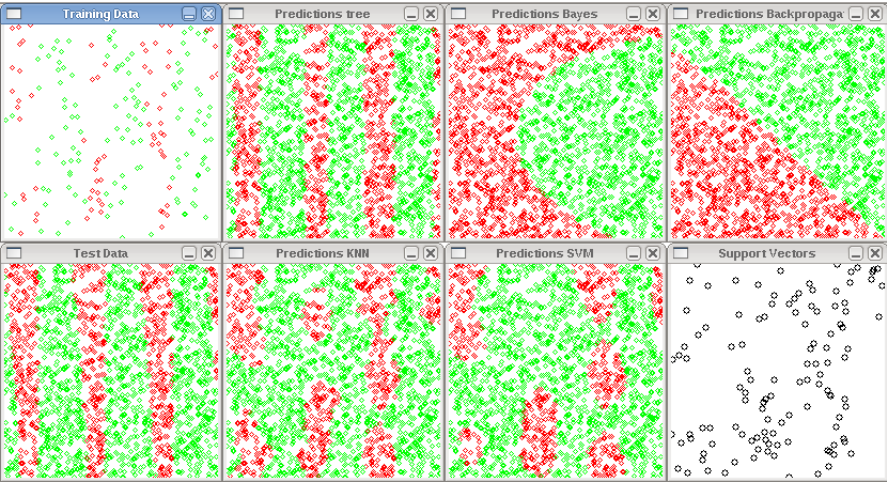 Training Data
Predictions tree
Predictions Bayes
Predictions Backpropaga
Test Data
Predictions KNN
Predictions SVM
Support Vectors